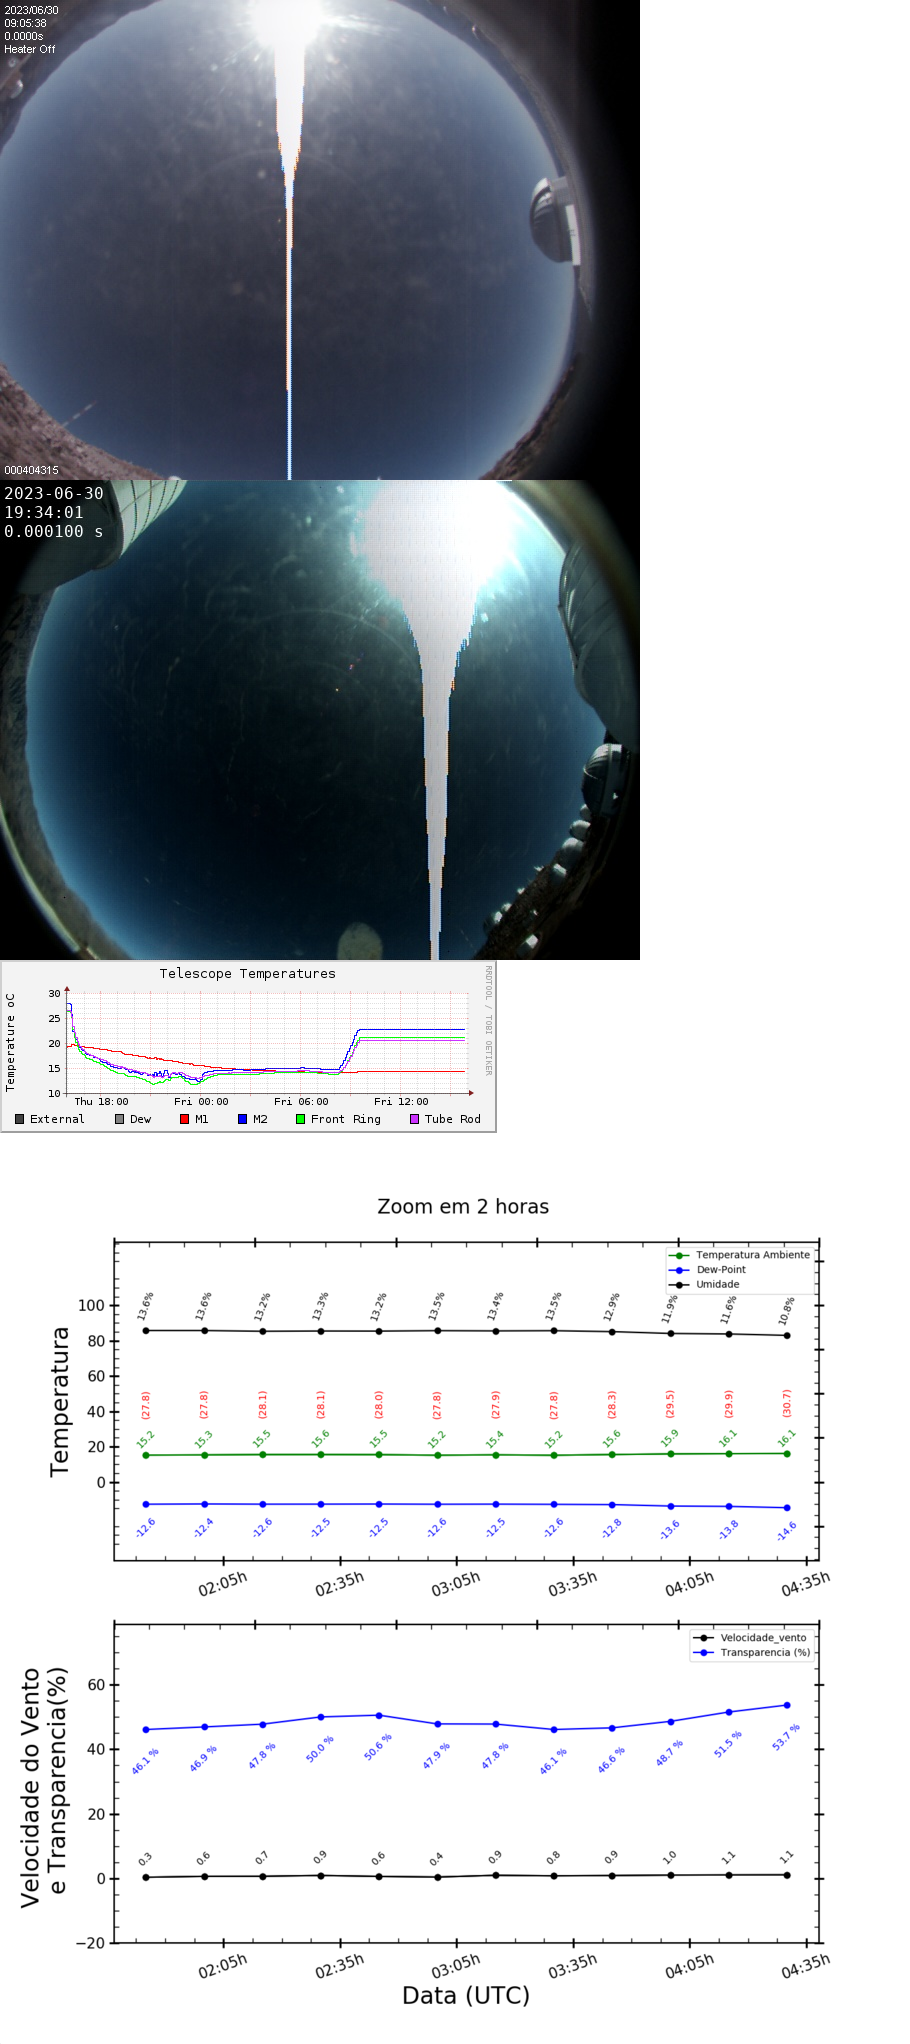 2023/06/30
09:05:38
0.0000s
Heater Off
000404315
2023-06-30
19:34:01
0.000100 s
Telescope Temperatures
RRDTOOL / TOBI OETIKER
Temperature oC
30
25
20
15
10
Thu 18:00 Fri 00:00 Fri 06:00 Fri 12:00
External Dew M1 M2 Front Ring Tube Rod
Zoom em 2 horas
Temperatura Ambiente
Dew-Point
Umidade
Temperatura
100
80
60
40
20
0
13.6% 13.6% 13.2% 13.3% 13.2% 13.5% 13.4% 13.5% 12.9% 11.9% 11.6% 10.8%
(27.8) (27.8) (28.1) (28.1) (28.0) (27.8) (27.9) (27.8) (28.3) (29.5) (29.9) (30.7)
15.2 15.3 15.5 15.6 15.5 15.2 15.4 15.2 15.6 15.9 16.1 16.1
-12.6 -12.4 -12.6 -12.5 -12.5 -12.6 -12.5 -12.6 -12.8 -13.6 -13.8 -14.6
02:05h 02:35h 03:05h 03:35h 04:05h 04:35h
Velocidade_vento
Transparencia (%)
Velocidade do Vento
e Transparencia(%)
60
40
20
0
−20
46.1 % 46.9 % 47.8 % 50.0 % 50.6 % 47.9 % 47.8 % 46.1 % 46.6 % 48.7 % 51.5 % 53.7 %
0.3 0.6 0.7 0.9 0.6 0.4 0.9 0.8 0.9 1.0 1.1 1.1
02:05h 02:35h 03:05h 03:35h 04:05h 04:35h
Data (UTC)